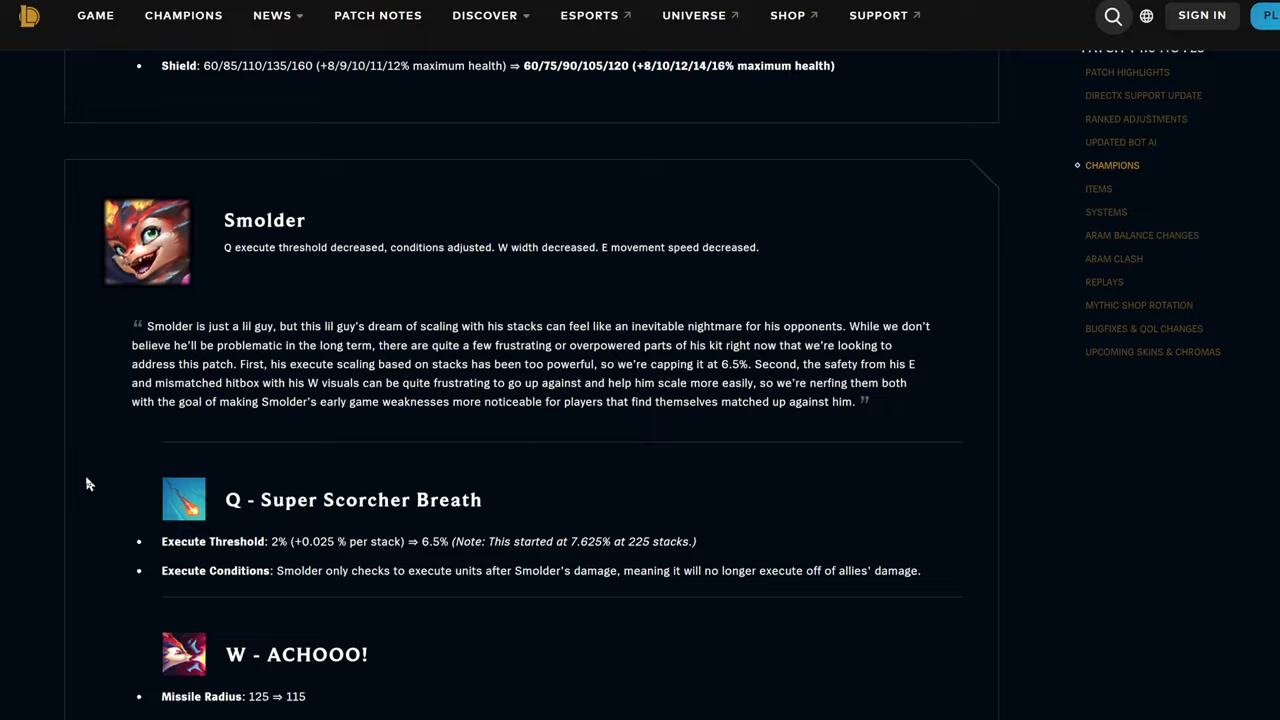 GAME CHAMPIONS NEWS PATCH NOTES DISCOVER ESPORTS UNIVERSE SHOP SUPPORT SIGN IN PL
Shield: 60/85/110/135/160 (+8/9/10/11/12% maximum health) ⇒ 60/75/90/105/120 (+8/10/12/14/16% maximum health)
Smolder
Q execute threshold decreased, conditions adjusted. W width decreased. E movement speed decreased.
“ Smolder is just a lil guy, but this lil guy’s dream of scaling with his stacks can feel like an inevitable nightmare for his opponents. While we don’t
believe he’ll be problematic in the long term, there are quite a few frustrating or overpowered parts of his kit right now that we’re looking to
address this patch. First, his execute scaling based on stacks has been too powerful, so we’re capping it at 6.5%. Second, the safety from his E
and mismatched hitbox with his W visuals can be quite frustrating to go up against and help him scale more easily, so we’re nerfing them both
with the goal of making Smolder’s early game weaknesses more noticeable for players that find themselves matched up against him. ”
Q - Super Scorcher Breath
Execute Threshold: 2% (+0.025 % per stack) ⇒ 6.5% (Note: This started at 7.625% at 225 stacks.)
Execute Conditions: Smolder only checks to execute units after Smolder's damage, meaning it will no longer execute off of allies' damage.
W - ACHOOO!
Missile Radius: 125 ⇒ 115
PATCH HIGHLIGHTS
DIRECTX SUPPORT UPDATE
RANKED ADJUSTMENTS
UPDATED BOT AI
CHAMPIONS
ITEMS
SYSTEMS
ARAM BALANCE CHANGES
ARAM CLASH
REPLAYS
MYTHIC SHOP ROTATION
BUGFIXES & QOL CHANGES
UPCOMING SKINS & CHROMAS